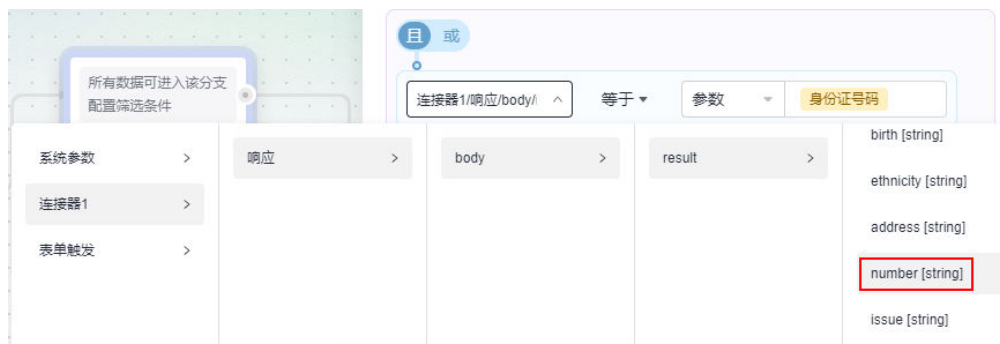 所有数据可进入该分支
配置筛选条件
且 或
连接器1/响应/body/ 等于 参数 身份证号码
系统参数
连接器1
表单触发
响应
body
result
birth [string]
ethnicity [string]
address [string]
number [string]
issue [string]